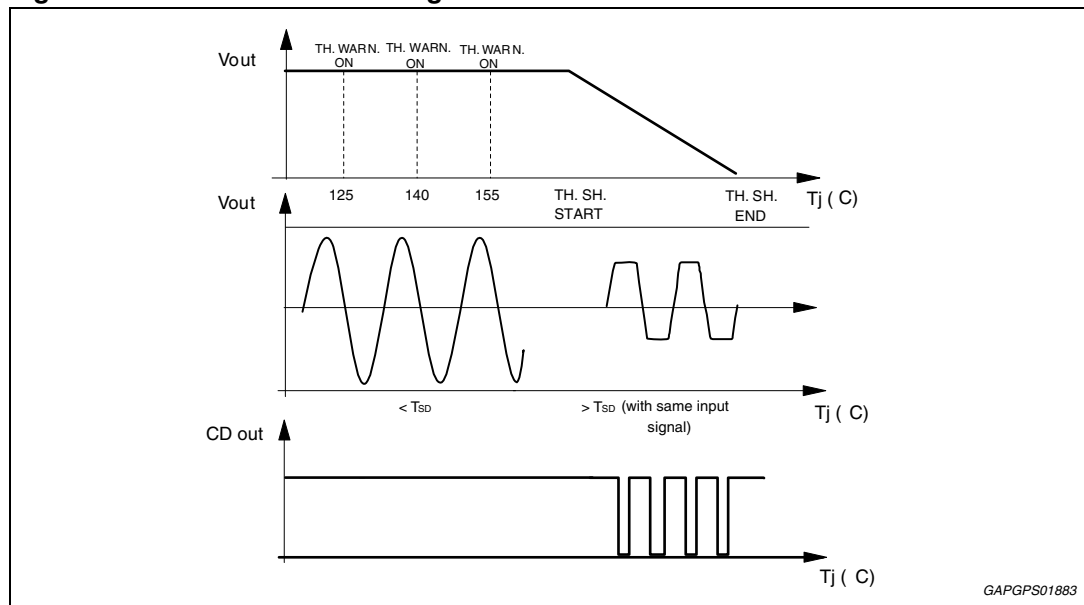 Vout
TH. WARN. ON
TH. WARN. ON
TH. WARN. ON
125
140
155
TH. SH. START
TH. SH. END
Tj ( C)
Vout
< TSD
> TSD (with same input signal)
Tj ( C)
CD out
Tj ( C)
GAPGPS01883